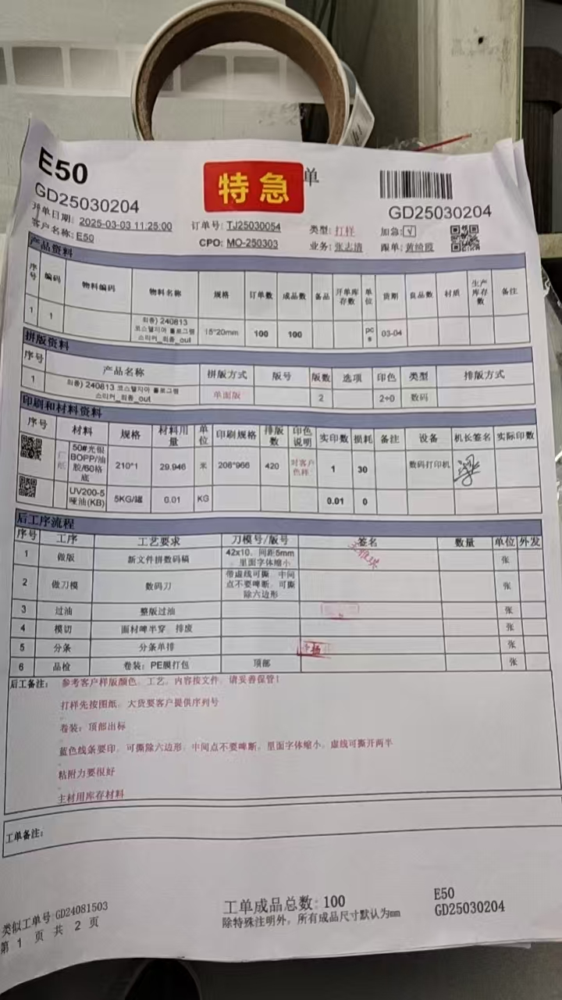 E50
特急 单
GD25030204
GD25030204
开单日期: 2025-03-03 11:25:00 订单号: TJ25030054 类型: 打样 加急: √
客户名称: E50 CPO: MO-250303 业务: 张志清 跟单: 黄绮霞
产品资料
序号 编码 物料编码 物料名称 规格 订单数 成品数 备品 开单库存数 单位 货期 良品数 材质 生产库存数 备注
1 1 최종) 240813 코스웰지아 홀로그램 스티커_최종_out 15*20mm 100 100 pcs 03-04
拼版资料
序号 产品名称 拼版方式 版号 版数 选项 印色 类型 排版方式
1 최종) 240813 코스웰지아 홀로그램 스티커_최종_out 单面版 2 2÷0 数码
印刷和材料资料
序号 材料 规格 材料用量 单位 印刷规格 排版数 印色说明 实印数 损耗 备注 设备 机长签名 实际印数
厂纸 50#光银BOPP/油胶/60格底 210*1 29.946 米 206*966 420 对客户色样 1 30 数码打印机
UV200-5哑油(KB) 5KG/罐 0.01 KG 0.01 0
后工序流程
序号 工序 工艺要求 刀模号/版号 签名 数量 单位 外发
1 做版 新文件拼数码稿 42x10，间距5mm 里面字体缩小 张
2 做刀模 数码刀 带虚线可撕，中间点不要啤断，可撕除六边形 张
3 过油 整版过油 张
4 模切 面材啤半穿，排废 张
5 分条 分条单排 张
6 品检 卷装；PE膜打包 顶部 张
后工备注: 参考客户样版颜色，工艺，内容按文件，请妥善保管！
打样先按图纸，大货要客户提供序列号
卷装：顶部出标
蓝色线条要印，可撕除六边形，中间点不要啤断，里面字体缩小，虚线可撕开两半
粘附力要很好
主材用库存材料
工单备注:
类似工单号:GD24081503
第 1 页 共 2 页
工单成品总数: 100
除特殊注明外，所有成品尺寸默认为mm
E50
GD25030204